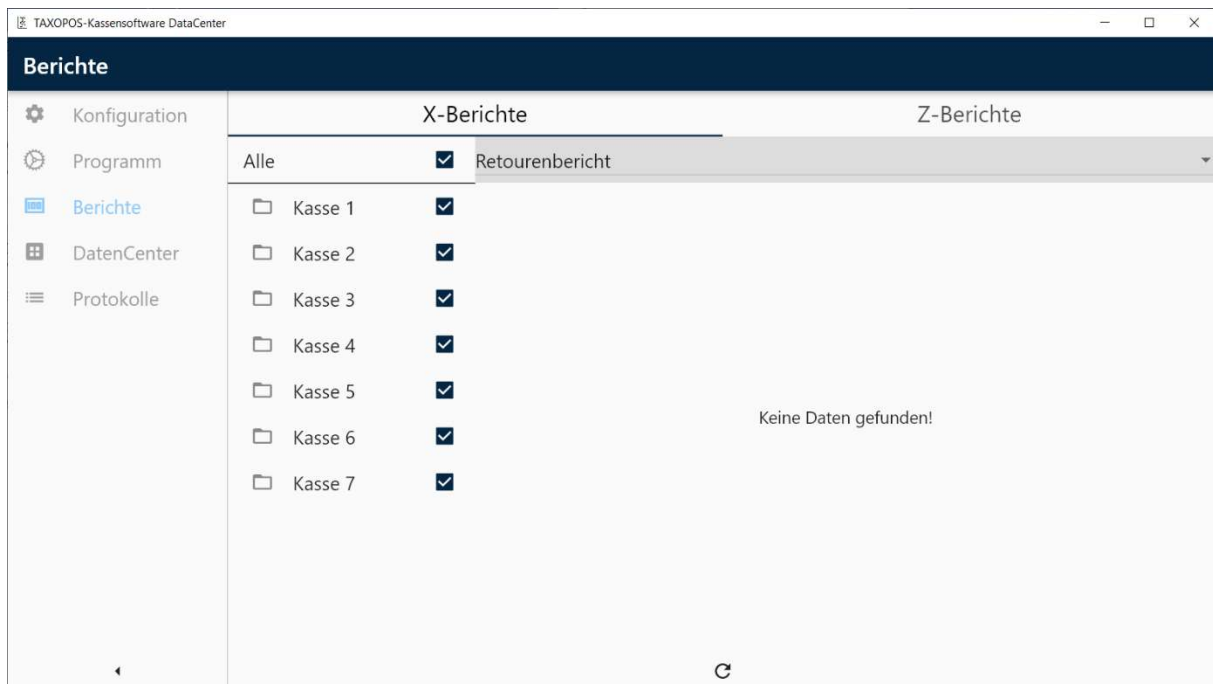 TAXOPOS-Kassensoftware DataCenter
Berichte
Konfiguration
Programm
Berichte
DatenCenter
Protokolle
X-Berichte
Z-Berichte
Alle
Retourenbericht
Kasse 1
Kasse 2
Kasse 3
Kasse 4
Kasse 5
Kasse 6
Kasse 7
Keine Daten gefunden!